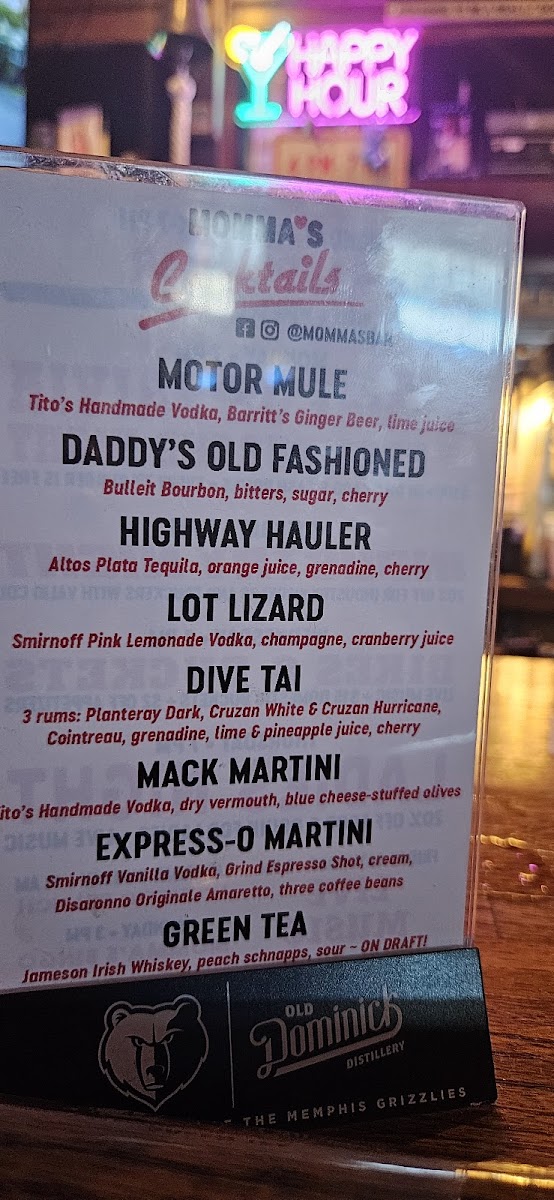 HAPPY
HOUR
MOMMA'S
Cocktails
@MOMMASBAR
MOTOR MULE
Tito's Handmade Vodka, Barritt's Ginger Beer, lime juice
DADDY'S OLD FASHIONED
Bulleit Bourbon, bitters, sugar, cherry
HIGHWAY HAULER
Altos Plata Tequila, orange juice, grenadine, cherry
LOT LIZARD
Smirnoff Pink Lemonade Vodka, champagne, cranberry juice
DIVE TAI
3 rums: Planteray Dark, Cruzan White & Cruzan Hurricane,
Cointreau, grenadine, lime & pineapple juice, cherry
MACK MARTINI
ito's Handmade Vodka, dry vermouth, blue cheese-stuffed olives
EXPRESS-O MARTINI
Smirnoff Vanilla Vodka, Grind Espresso Shot, cream,
Disaronno Originale Amaretto, three coffee beans
GREEN TEA
Jameson Irish Whiskey, peach schnapps, sour ~ ON DRAFT!
OLD
Dominick
DISTILLERY
THE MEMPHIS GRIZZLIES